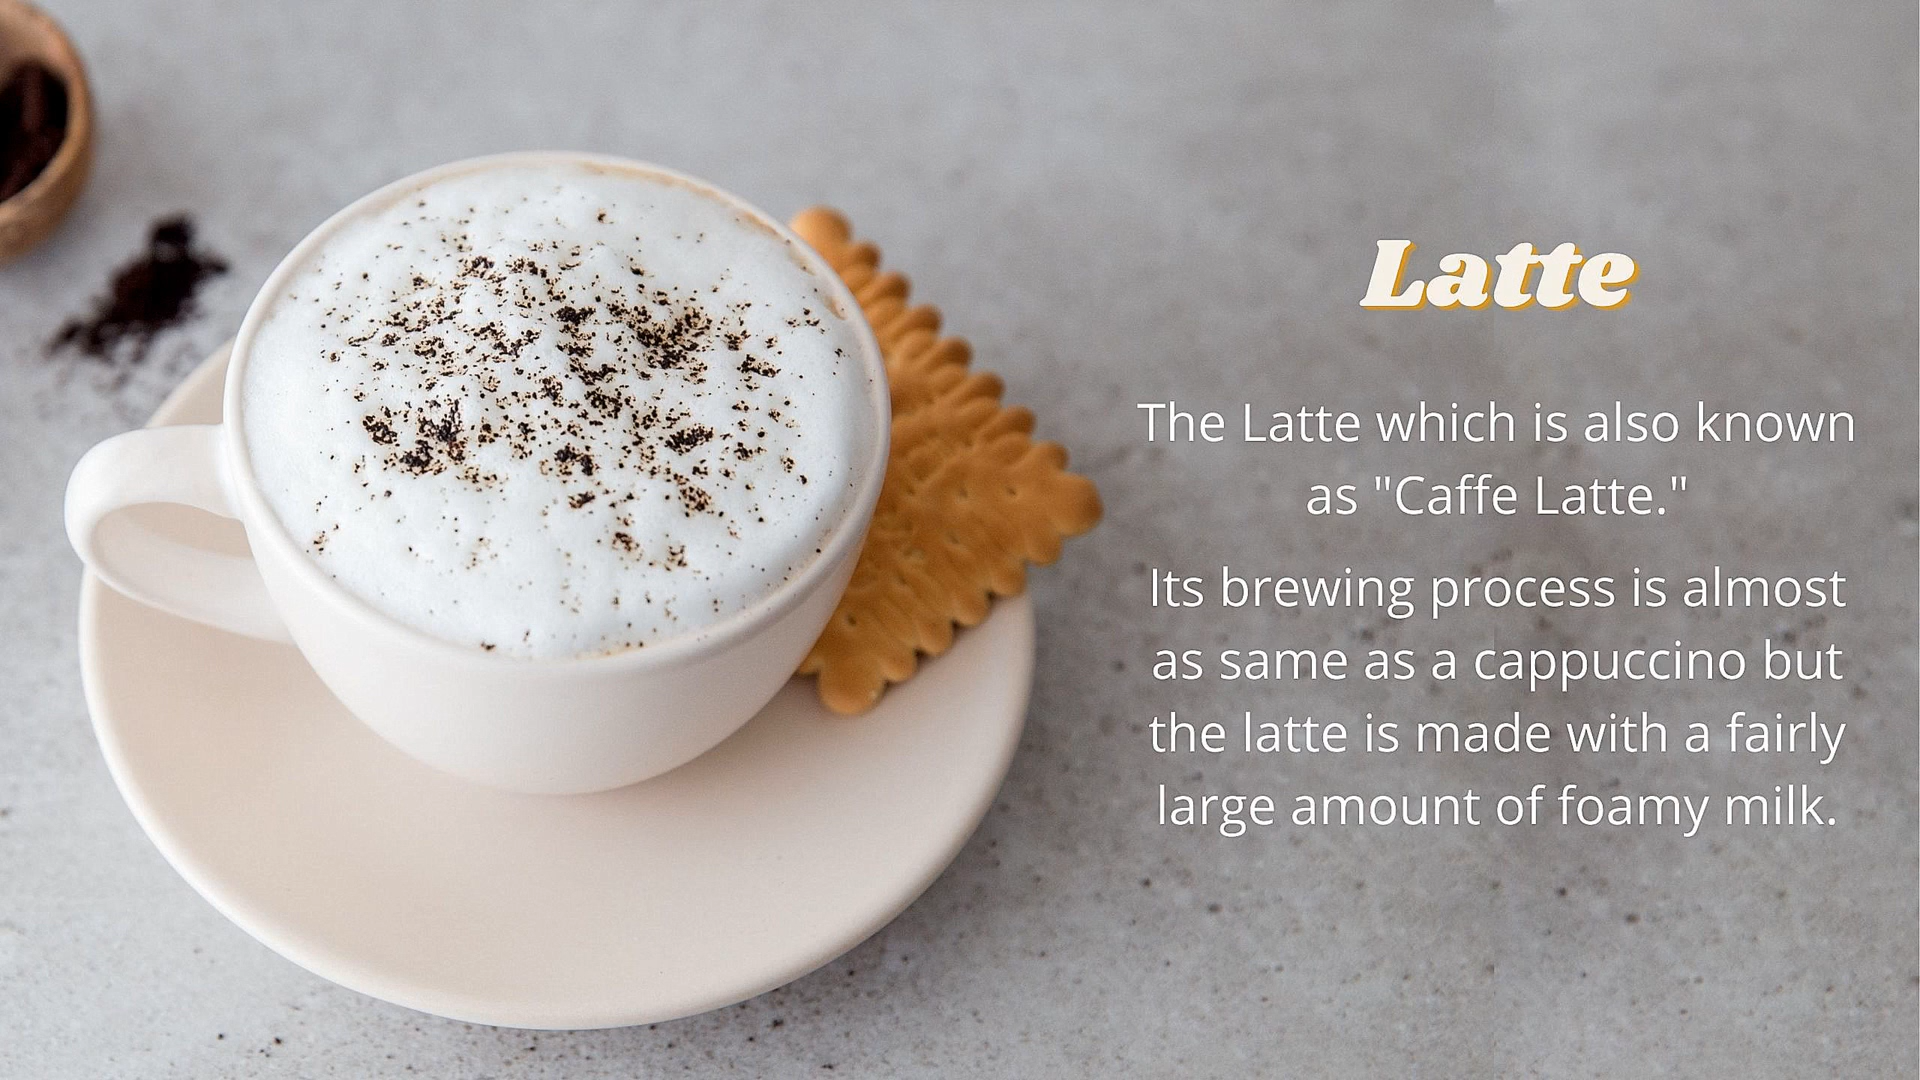 Latte
The Latte which is also known
as "Caffe Latte."
Its brewing process is almost
as same as a cappuccino but
the latte is made with a fairly
large amount of foamy milk.